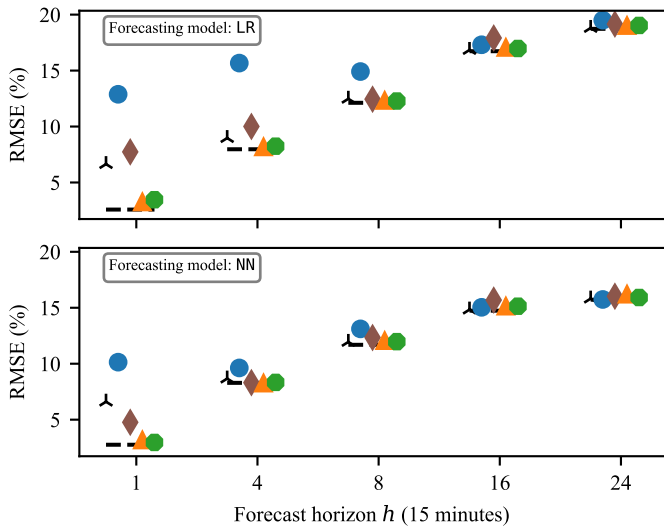 20
15
10
5
RMSE (%)
Forecasting model: LR
20
15
10
5
RMSE (%)
Forecasting model: NN
1 4 8 16 24
Forecast horizon h (15 minutes)